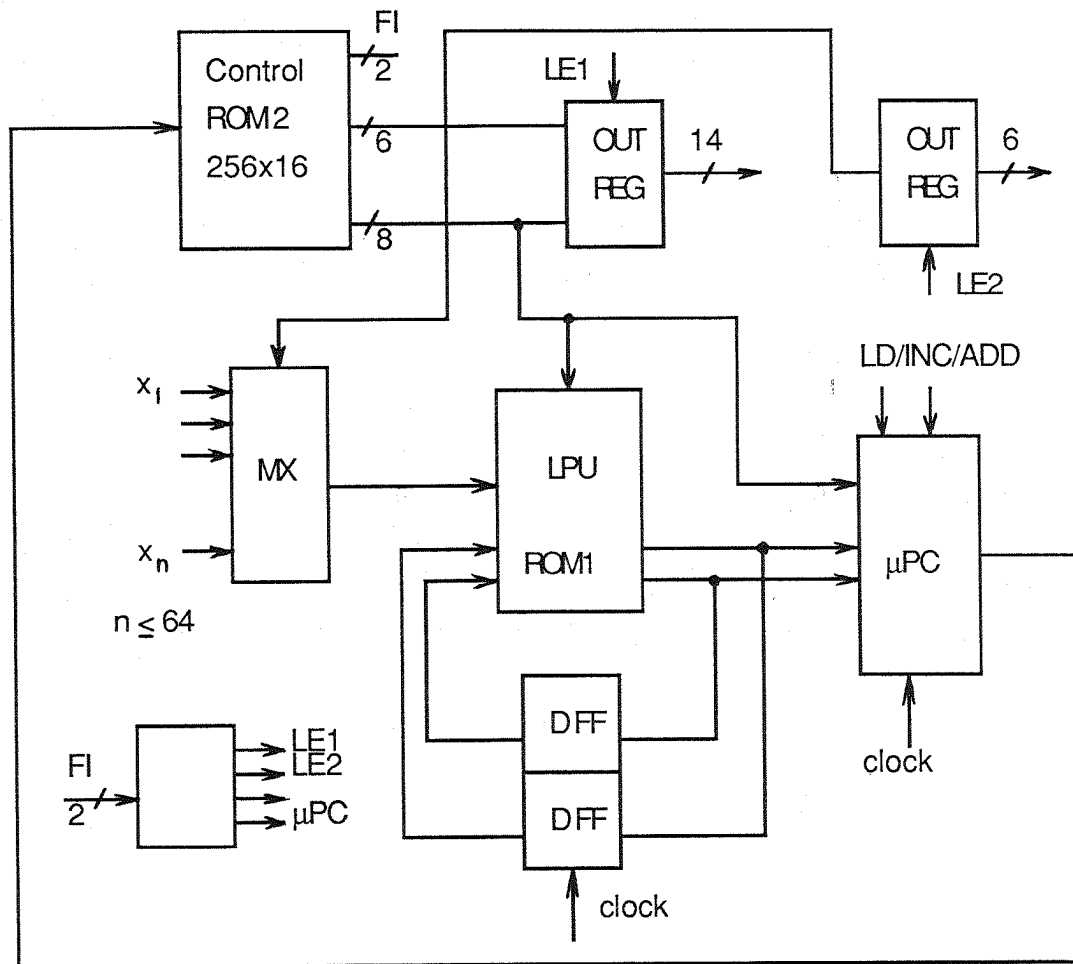 FI
2
Control
ROM2
256x16
6
8
LE1
OUT
REG
14
OUT
REG
6
LE2
LD/INC/ADD
x1
MX
xn
n ≤ 64
LPU
ROM1
μPC
DFF
DFF
clock
clock
FI
2
LE1
LE2
μPC